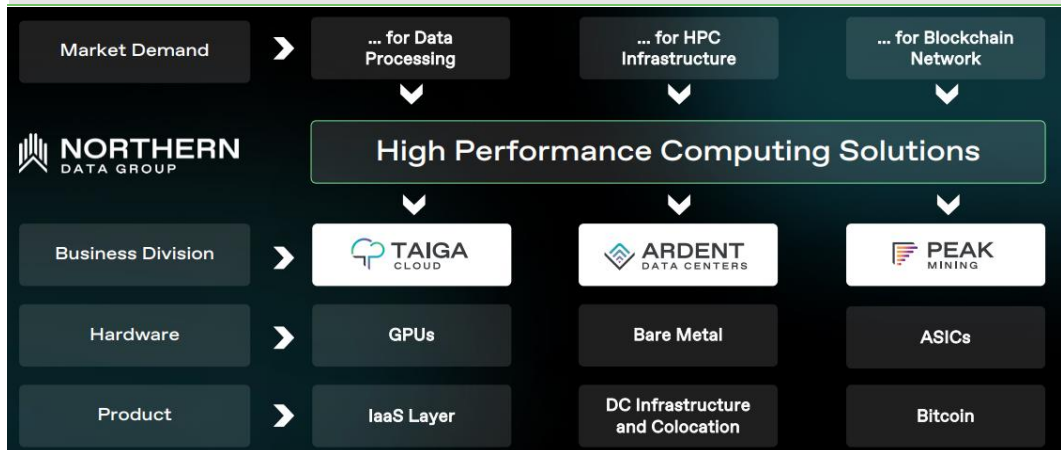 Market Demand
... for Data
Processing
... for HPC
Infrastructure
... for Blockchain
Network
NORTHERN
DATA GROUP
High Performance Computing Solutions
Business Division
TAIGA
CLOUD
ARDENT
DATA CENTERS
PEAK
MINING
Hardware
GPUs
Bare Metal
ASICs
Product
IaaS Layer
DC Infrastructure
and Colocation
Bitcoin